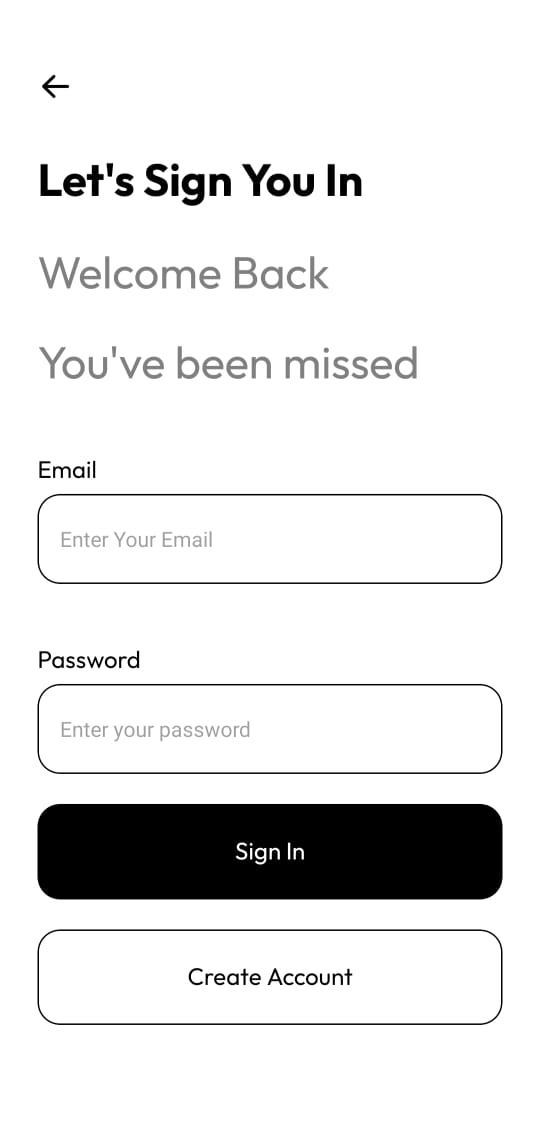 Let's Sign You In
Welcome Back
You've been missed
Email
Enter Your Email
Password
Enter your password
Sign In
Create Account